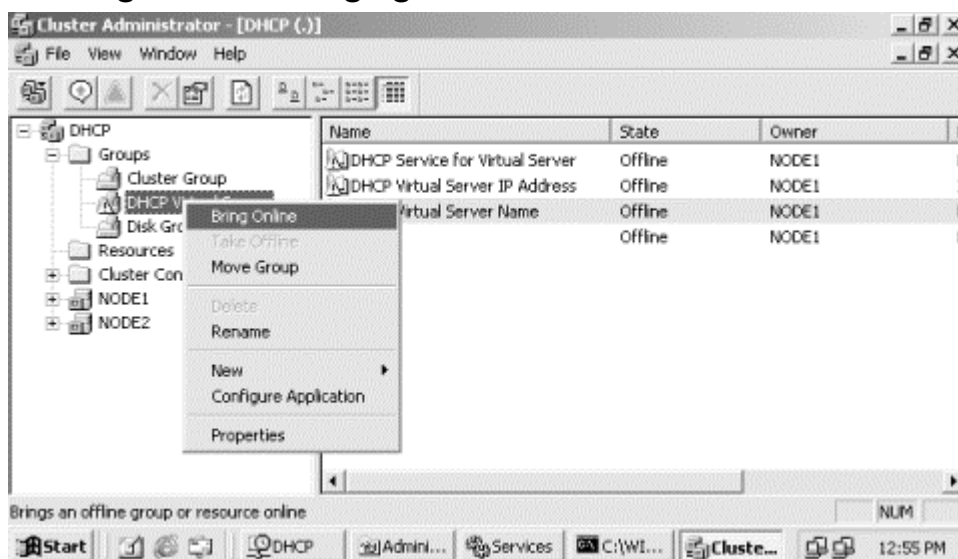 Cluster Administrator - [DHCP (.)]
File View Window Help
DHCP
Groups
Cluster Group
DHCP V
Disk Gro
Resources
Cluster Con
NODE1
NODE2
Bring Online
Take Offline
Move Group
Delete
Rename
New
Configure Application
Properties
Name State Owner
DHCP Service for Virtual Server Offline NODE1
DHCP Virtual Server IP Address Offline NODE1
Virtual Server Name Offline NODE1
Offline NODE1
Brings an offline group or resource online NUM
Start DHCP Admini... Services C:\WI... Cluste... 12:55 PM